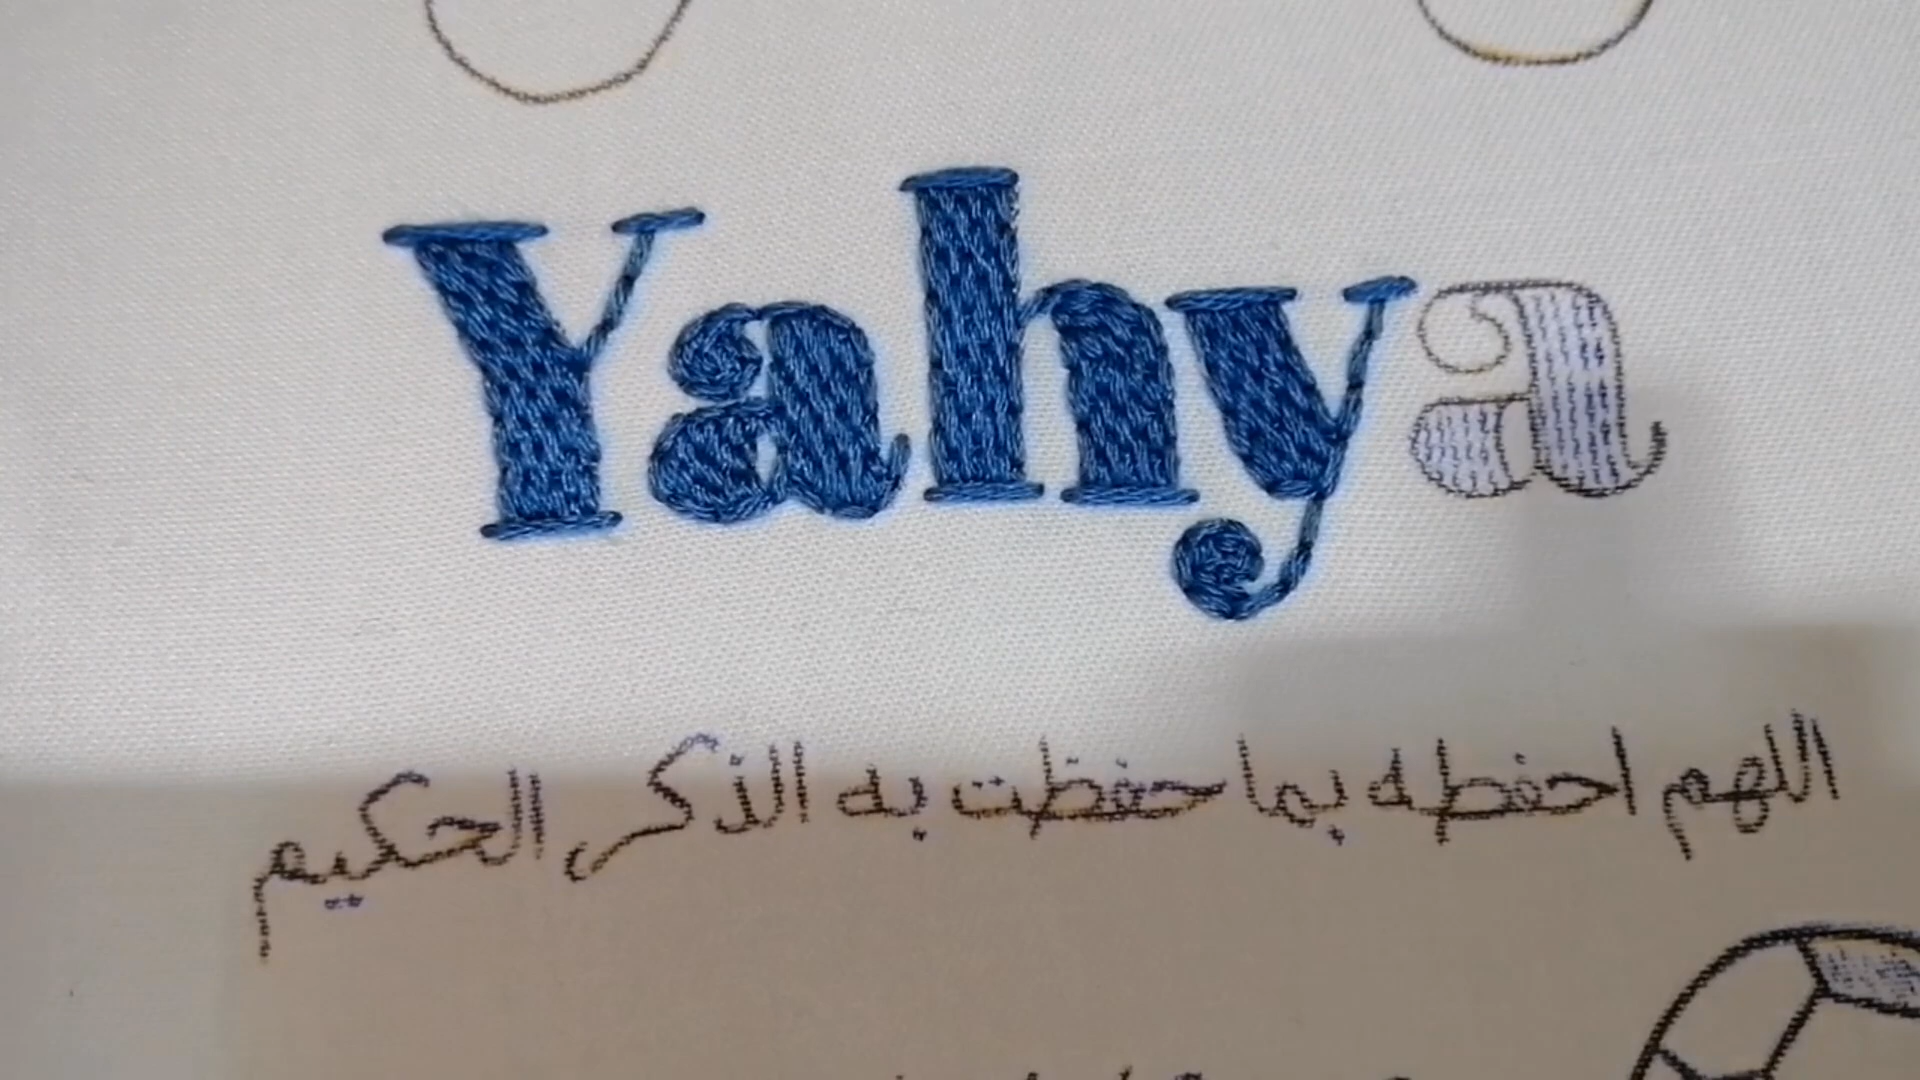 Yahya
اللهم احفظه بما حفظت به الذكر الحكيم